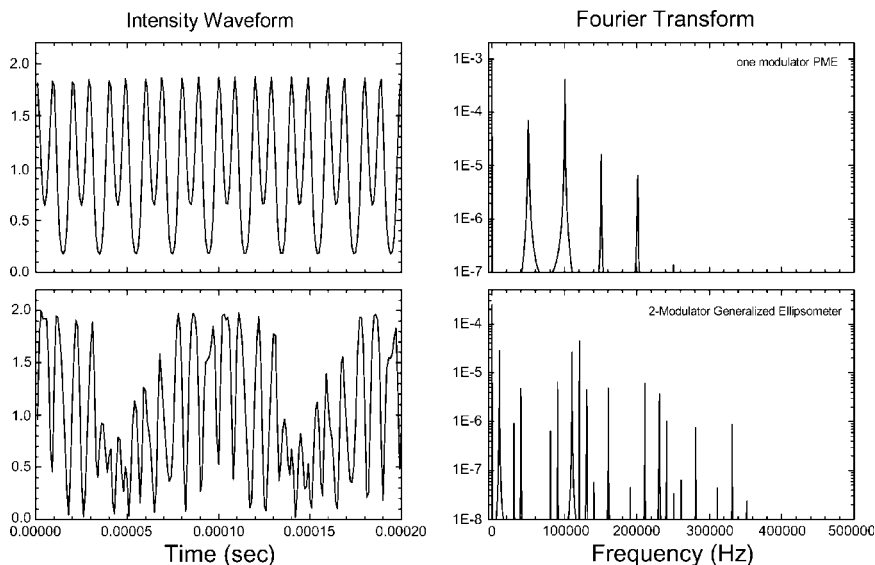 Intensity Waveform
Fourier Transform
2.0
1.5
1.0
0.5
0.0
1E-3
1E-4
1E-5
1E-6
1E-7
one modulator PME
2.0
1.5
1.0
0.5
0.0
0.00000 0.00005 0.00010 0.00015 0.00020
Time (sec)
1E-4
1E-5
1E-6
1E-7
1E-8
2-Modulator Generalized Ellipsometer
0 100000 200000 300000 400000 500000
Frequency (Hz)